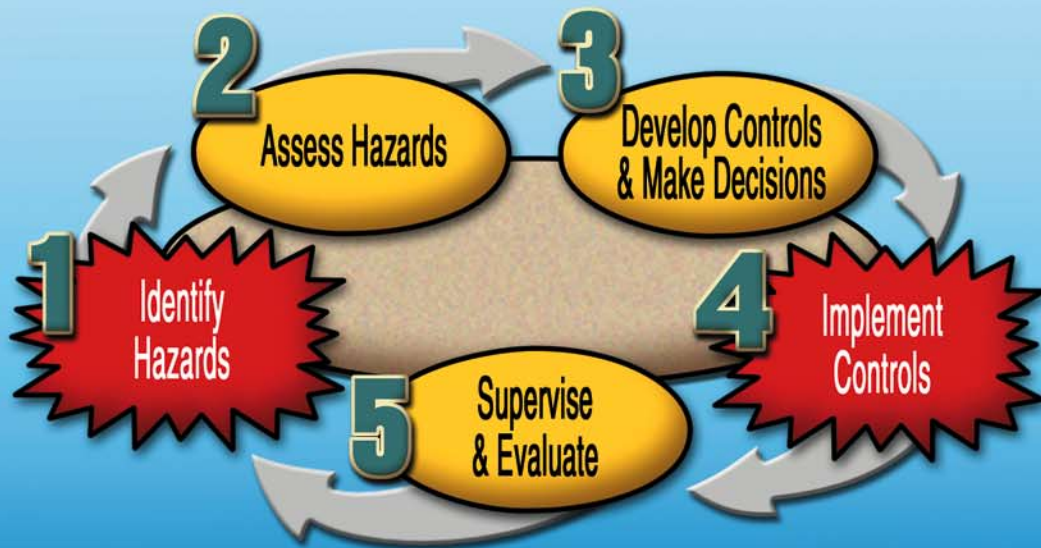 1
Identify
Hazards
2
Assess Hazards
3
Develop Controls
& Make Decisions
4
Implement
Controls
5
Supervise
& Evaluate